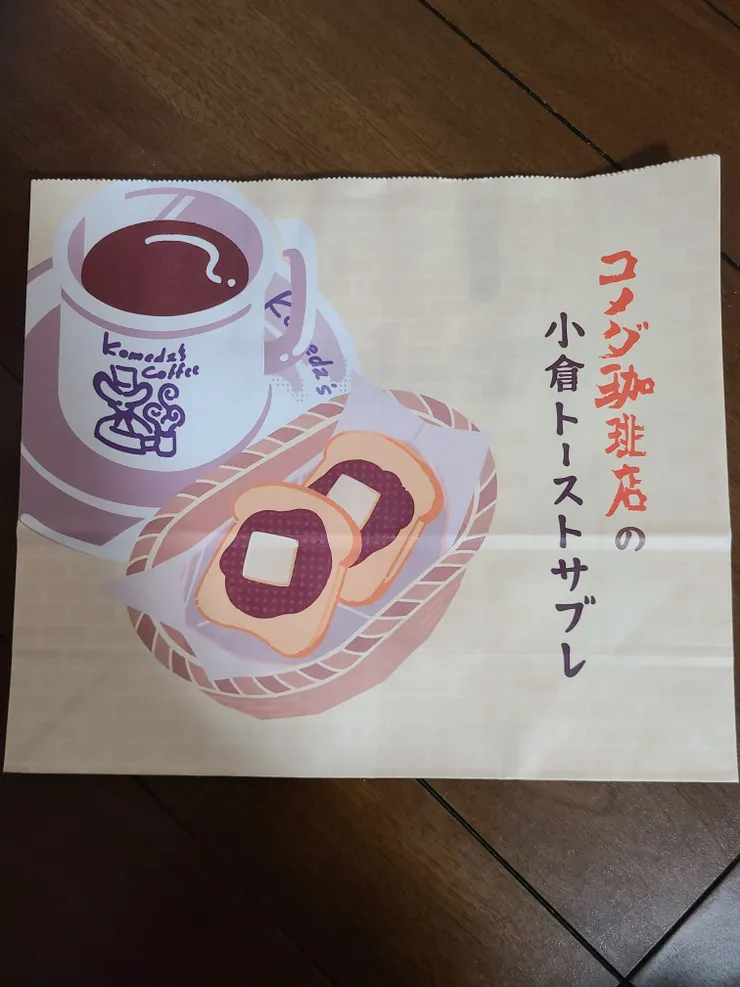 コメダ珈琲店の
小倉トーストサブレ
Komeda's
Coffee